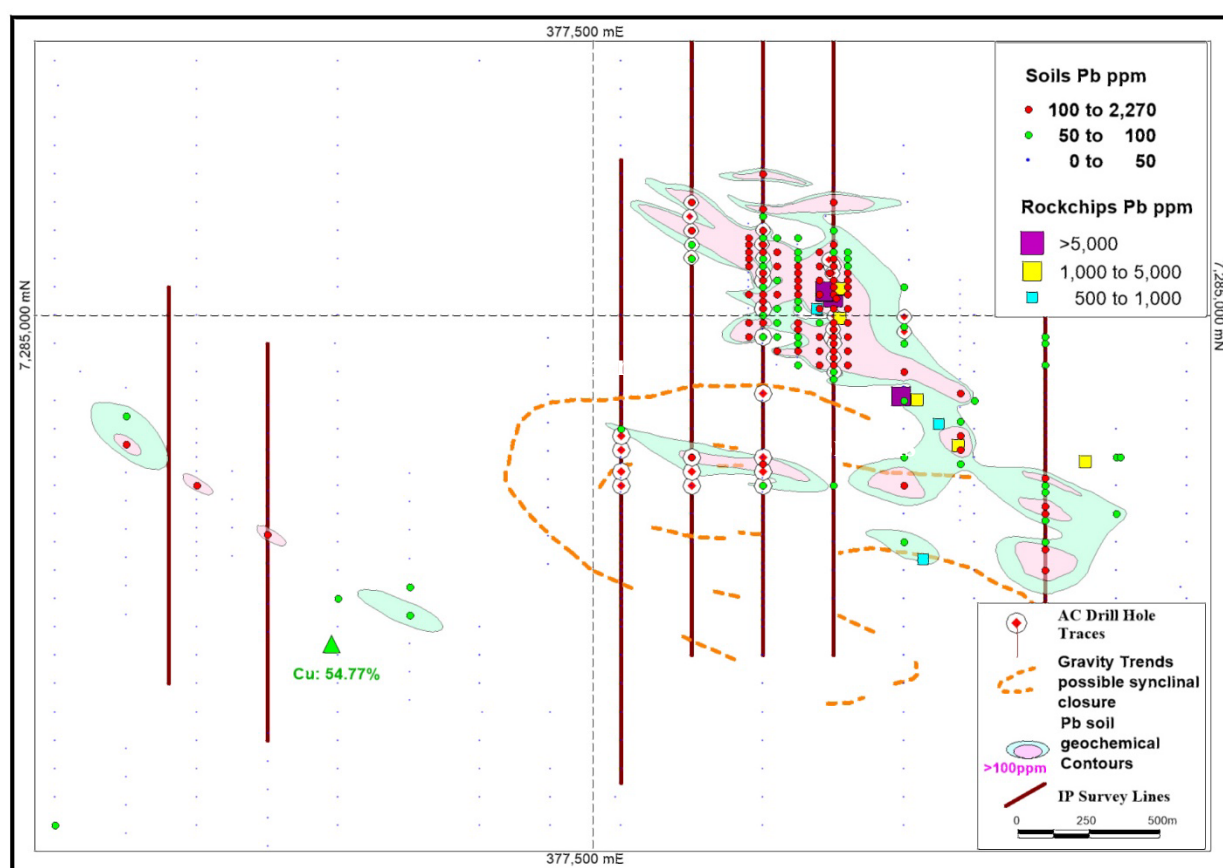 377,500 mE
Soils Pb ppm
100 to 2,270
50 to 100
0 to 50
Rockchips Pb ppm
>5,000
1,000 to 5,000
500 to 1,000
7,285,000 mN
7,285,000 mN
Cu: 54.77%
AC Drill Hole
Traces
Gravity Trends
possible synclinal
closure
Pb soil
geochemical
Contours
>100ppm
IP Survey Lines
0 250 500m
377,500 mE